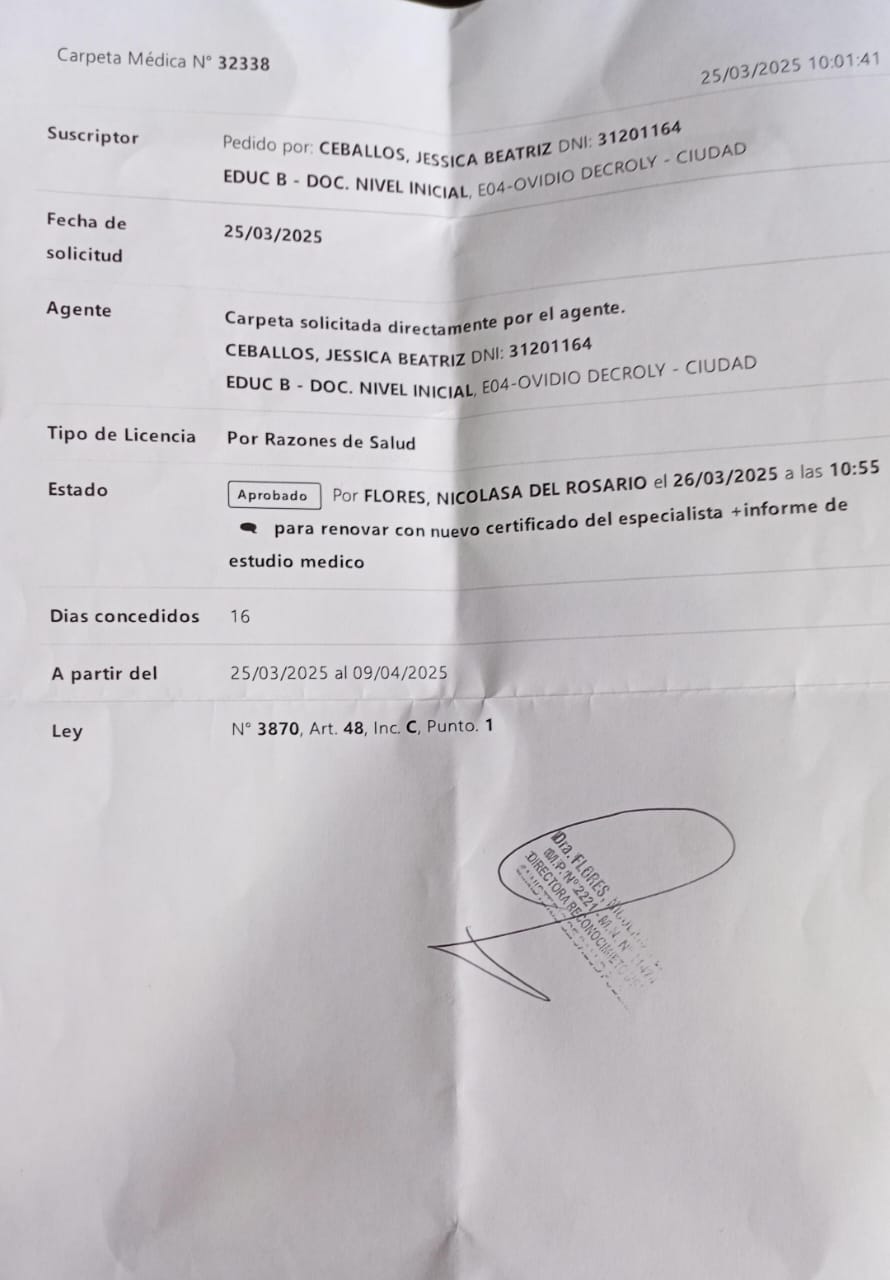 Carpeta Médica N° 32338
25/03/2025 10:01:41
Suscriptor
Pedido por: CEBALLOS, JESSICA BEATRIZ DNI: 31201164
EDUC B - DOC. NIVEL INICIAL, E04-OVIDIO DECROLY - CIUDAD
Fecha de
solicitud
25/03/2025
Agente
Carpeta solicitada directamente por el agente.
CEBALLOS, JESSICA BEATRIZ DNI: 31201164
EDUC B - DOC. NIVEL INICIAL, E04-OVIDIO DECROLY - CIUDAD
Tipo de Licencia
Por Razones de Salud
Estado
Aprobado Por FLORES, NICOLASA DEL ROSARIO el 26/03/2025 a las 10:55
para renovar con nuevo certificado del especialista +informe de
estudio medico
Dias concedidos
16
A partir del
25/03/2025 al 09/04/2025
Ley
N° 3870, Art. 48, Inc. C, Punto. 1
Dra. FLORES,
M.P. N° 2221 - M.N. N°
DIRECTORA